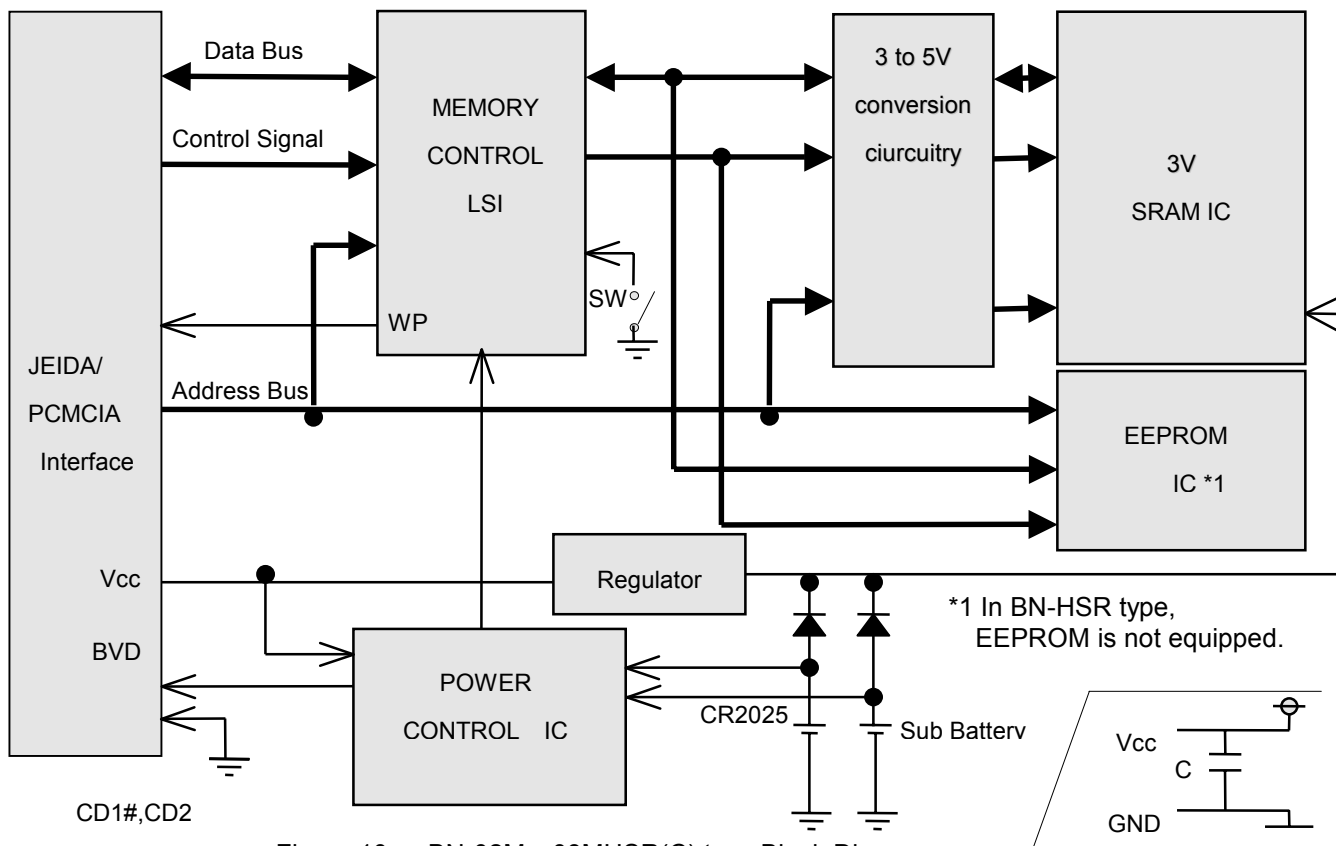 Data Bus
Control Signal
MEMORY
CONTROL
LSI
WP
SW
3 to 5V
conversion
ciurcuitry
3V
SRAM IC
JEIDA/
PCMCIA
Interface
Address Bus
EEPROM
IC *1
Vcc
BVD
Regulator
*1 In BN-HSR type,
EEPROM is not equipped.
POWER
CONTROL IC
CR2025
Sub Battery
Vcc
C
GND
CD1#,CD2